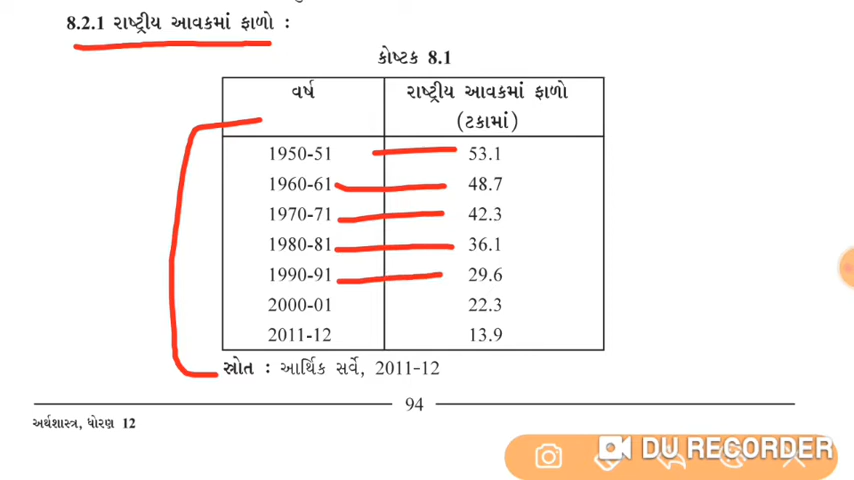 8.2.1 રાષ્ટ્રીય આવકમાં ફાળો :
કોષ્ટક 8.1
વર્ષ રાષ્ટ્રીય આવકમાં ફાળો
(ટકામાં)
1950-51 53.1
1960-61 48.7
1970-71 42.3
1980-81 36.1
1990-91 29.6
2000-01 22.3
2011-12 13.9
સ્રોત : આર્થિક સર્વે, 2011-12
94
અર્થશાસ્ત્ર, ધોરણ 12
DU RECORDER